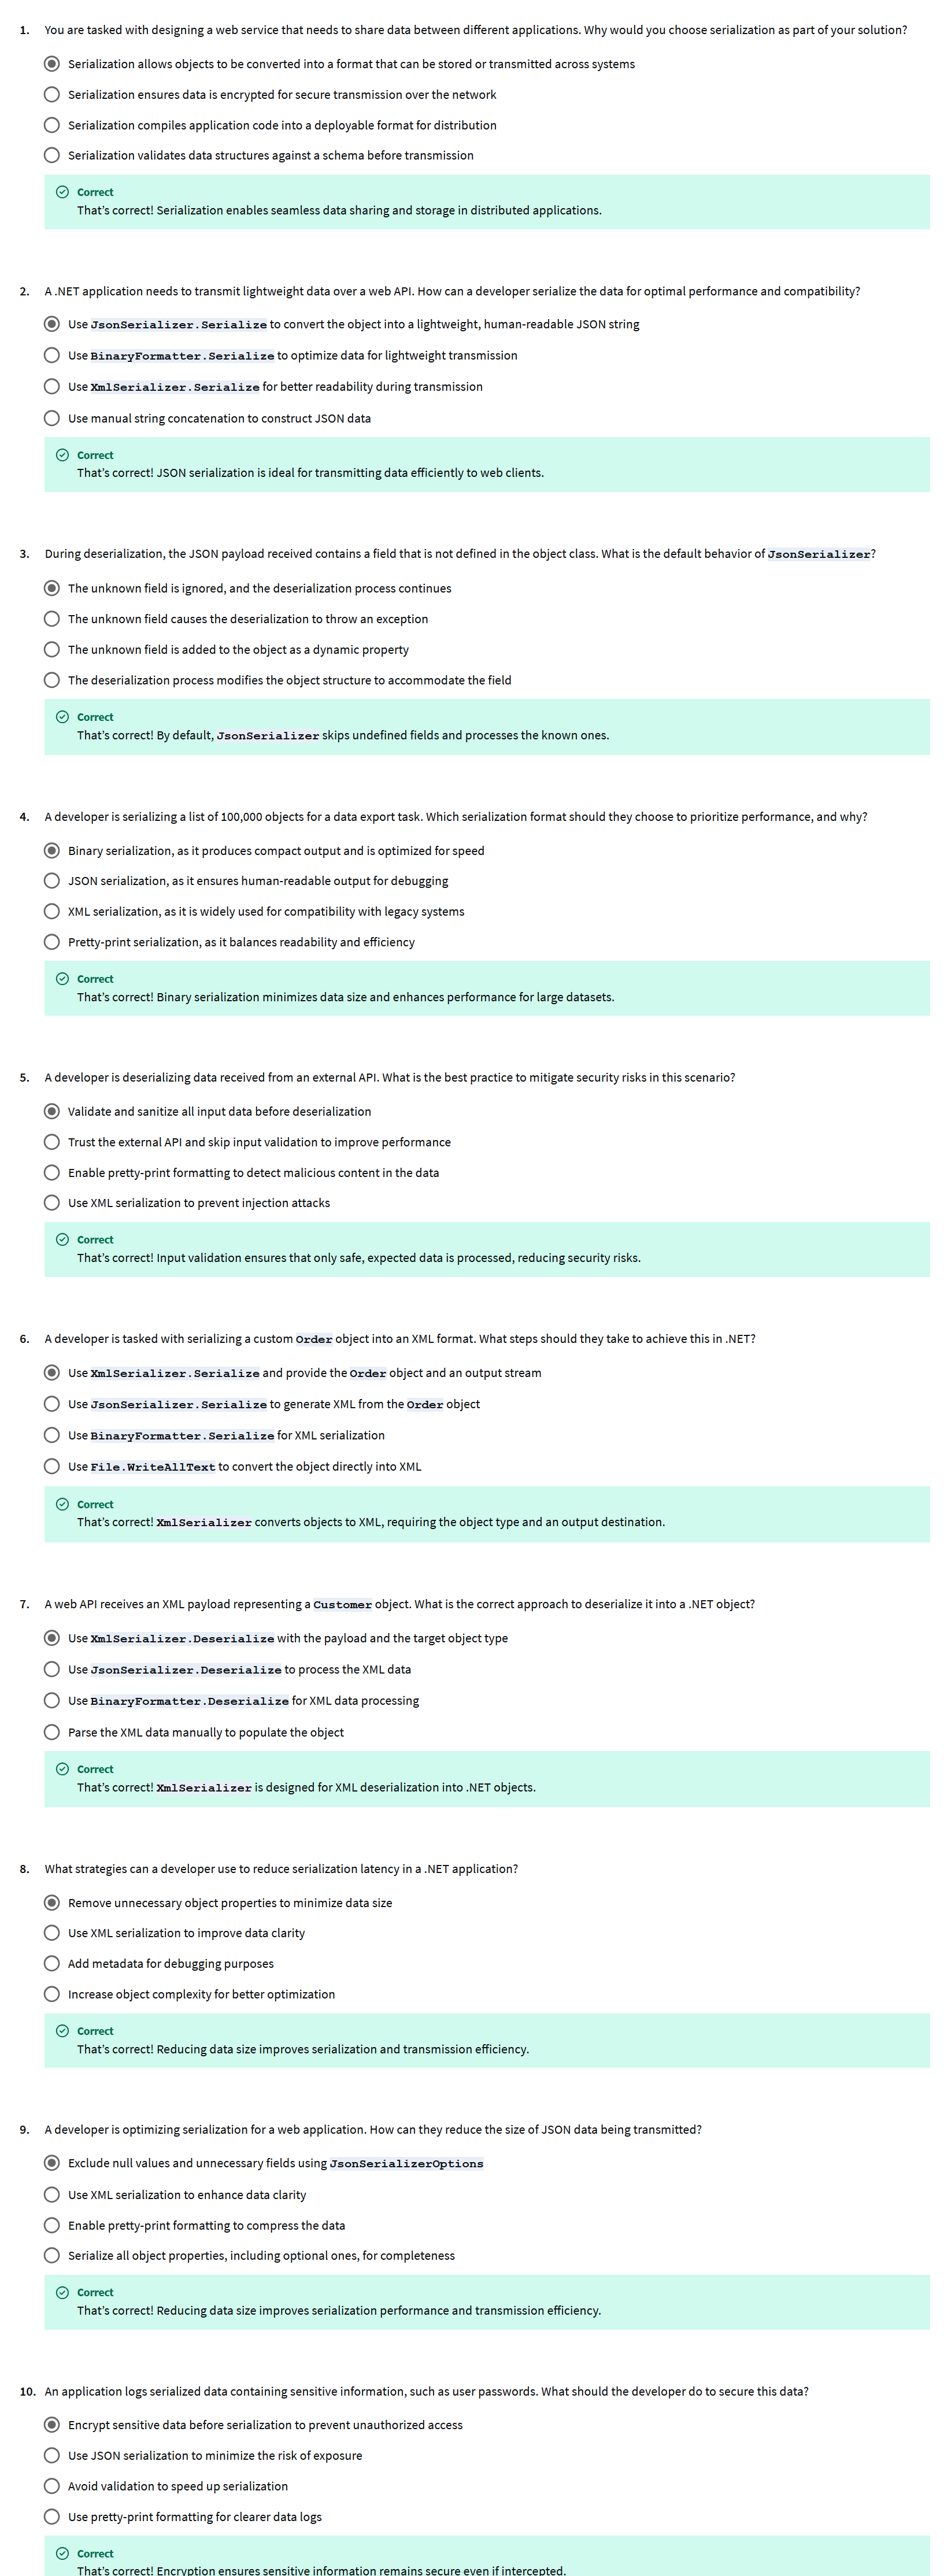 1. You are tasked with designing a web service that needs to share data between different applications. Why would you choose serialization as part of your solution?
Serialization allows objects to be converted into a format that can be stored or transmitted across systems
Serialization ensures data is encrypted for secure transmission over the network
Serialization compiles application code into a deployable format for distribution
Serialization validates data structures against a schema before transmission
Correct
That's correct! Serialization enables seamless data sharing and storage in distributed applications.
2. A .NET application needs to transmit lightweight data over a web API. How can a developer serialize the data for optimal performance and compatibility?
Use JsonSerializer.Serialize to convert the object into a lightweight, human-readable JSON string
Use BinaryFormatter.Serialize to optimize data for lightweight transmission
Use XmlSerializer.Serialize for better readability during transmission
Use manual string concatenation to construct JSON data
Correct
That's correct! JSON serialization is ideal for transmitting data efficiently to web clients.
3. During deserialization, the JSON payload received contains a field that is not defined in the object class. What is the default behavior of JsonSerializer?
The unknown field is ignored, and the deserialization process continues
The unknown field causes the deserialization to throw an exception
The unknown field is added to the object as a dynamic property
The deserialization process modifies the object structure to accommodate the field
Correct
That's correct! By default, JsonSerializer skips undefined fields and processes the known ones.
4. A developer is serializing a list of 100,000 objects for a data export task. Which serialization format should they choose to prioritize performance, and why?
Binary serialization, as it produces compact output and is optimized for speed
JSON serialization, as it ensures human-readable output for debugging
XML serialization, as it is widely used for compatibility with legacy systems
Pretty-print serialization, as it balances readability and efficiency
Correct
That's correct! Binary serialization minimizes data size and enhances performance for large datasets.
5. A developer is deserializing data received from an external API. What is the best practice to mitigate security risks in this scenario?
Validate and sanitize all input data before deserialization
Trust the external API and skip input validation to improve performance
Enable pretty-print formatting to detect malicious content in the data
Use XML serialization to prevent injection attacks
Correct
That's correct! Input validation ensures that only safe, expected data is processed, reducing security risks.
6. A developer is tasked with serializing a custom Order object into an XML format. What steps should they take to achieve this in .NET?
Use XmlSerializer.Serialize and provide the Order object and an output stream
Use JsonSerializer.Serialize to generate XML from the Order object
Use BinaryFormatter.Serialize for XML serialization
Use File.WriteAllText to convert the object directly into XML
Correct
That's correct! XmlSerializer converts objects to XML, requiring the object type and an output destination.
7. A web API receives an XML payload representing a Customer object. What is the correct approach to deserialize it into a .NET object?
Use XmlSerializer.Deserialize with the payload and the target object type
Use JsonSerializer.Deserialize to process the XML data
Use BinaryFormatter.Deserialize for XML data processing
Parse the XML data manually to populate the object
Correct
That's correct! XmlSerializer is designed for XML deserialization into .NET objects.
8. What strategies can a developer use to reduce serialization latency in a .NET application?
Remove unnecessary object properties to minimize data size
Use XML serialization to improve data clarity
Add metadata for debugging purposes
Increase object complexity for better optimization
Correct
That's correct! Reducing data size improves serialization and transmission efficiency.
9. A developer is optimizing serialization for a web application. How can they reduce the size of JSON data being transmitted?
Exclude null values and unnecessary fields using JsonSerializerOptions
Use XML serialization to enhance data clarity
Enable pretty-print formatting to compress the data
Serialize all object properties, including optional ones, for completeness
Correct
That's correct! Reducing data size improves serialization performance and transmission efficiency.
10. An application logs serialized data containing sensitive information, such as user passwords. What should the developer do to secure this data?
Encrypt sensitive data before serialization to prevent unauthorized access
Use JSON serialization to minimize the risk of exposure
Avoid validation to speed up serialization
Use pretty-print formatting for clearer data logs
Correct
That's correct! Encryption ensures sensitive information remains secure even if intercepted.